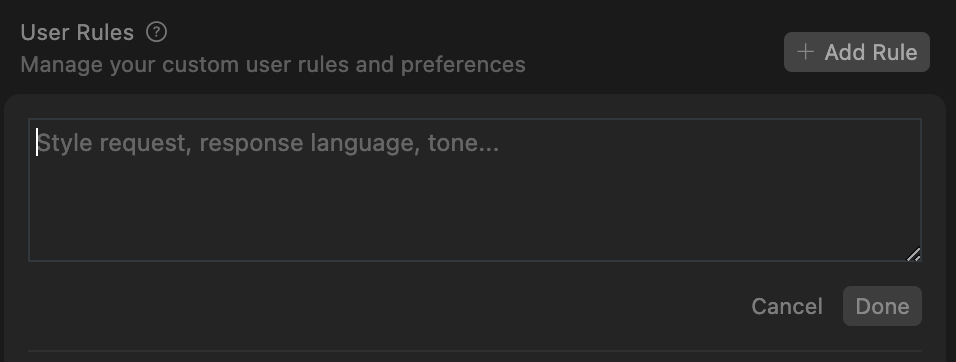 User Rules ?
Manage your custom user rules and preferences
+ Add Rule
Style request, response language, tone...
Cancel Done